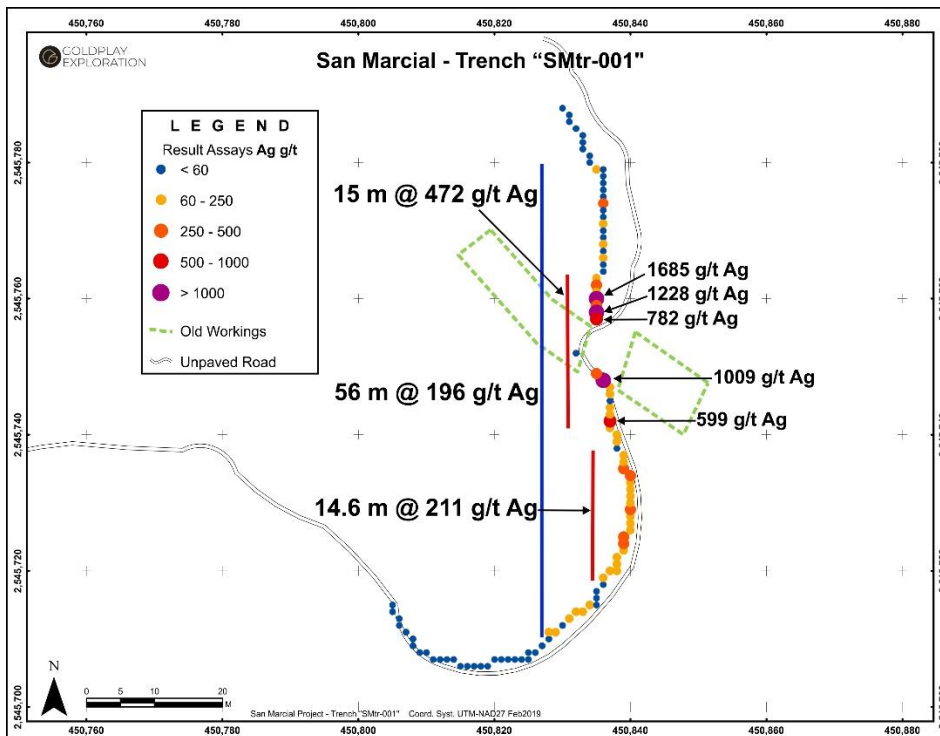 450,760 450,780 450,800 450,820 450,840 450,860 450,880
COLDPLAY
EXPLORATION
San Marcial - Trench “SMtr-001"
L E G E N D
Result Assays Ag g/t
< 60
60 - 250
250 - 500
500 - 1000
> 1000
Old Workings
Unpaved Road
2,545,780
2,545,760
2,545,740
2,545,720
2,545,700
15 m @ 472 g/t Ag
1685 g/t Ag
1228 g/t Ag
782 g/t Ag
56 m @ 196 g/t Ag
1009 g/t Ag
599 g/t Ag
14.6 m @ 211 g/t Ag
N
0 5 10 20
M
San Marcial Project - Trench "SMtr-001" Coord. Syst. UTM-NAD27 Feb2019
450,760 450,780 450,800 450,820 450,840 450,860 450,880